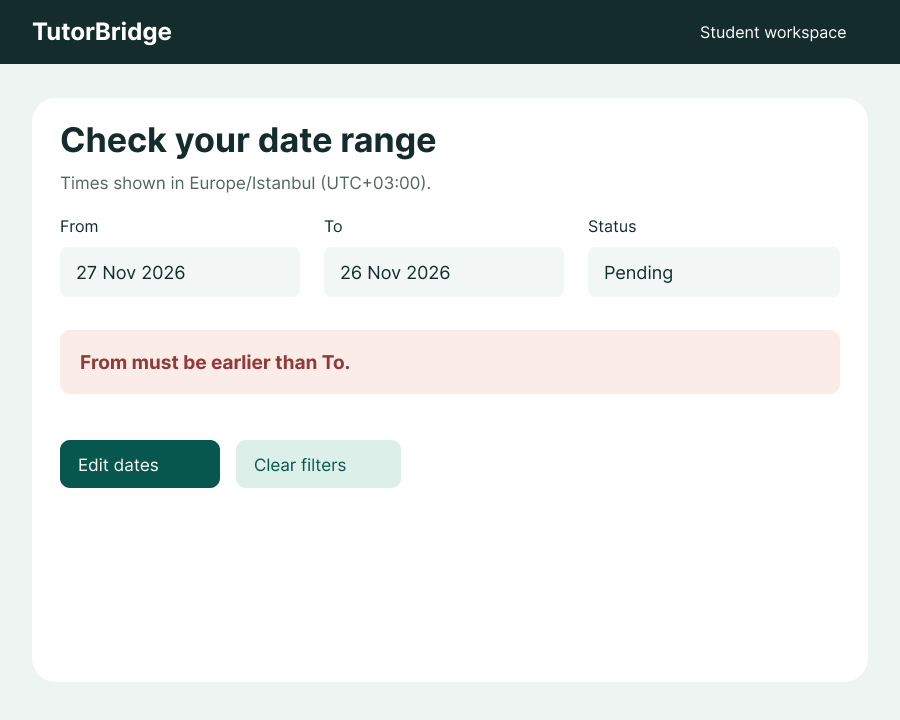 TutorBridge
Student workspace
Check your date range
Times shown in Europe/Istanbul (UTC+03:00).
From
To
Status
27 Nov 2026
26 Nov 2026
Pending
From must be earlier than To.
Edit dates
Clear filters